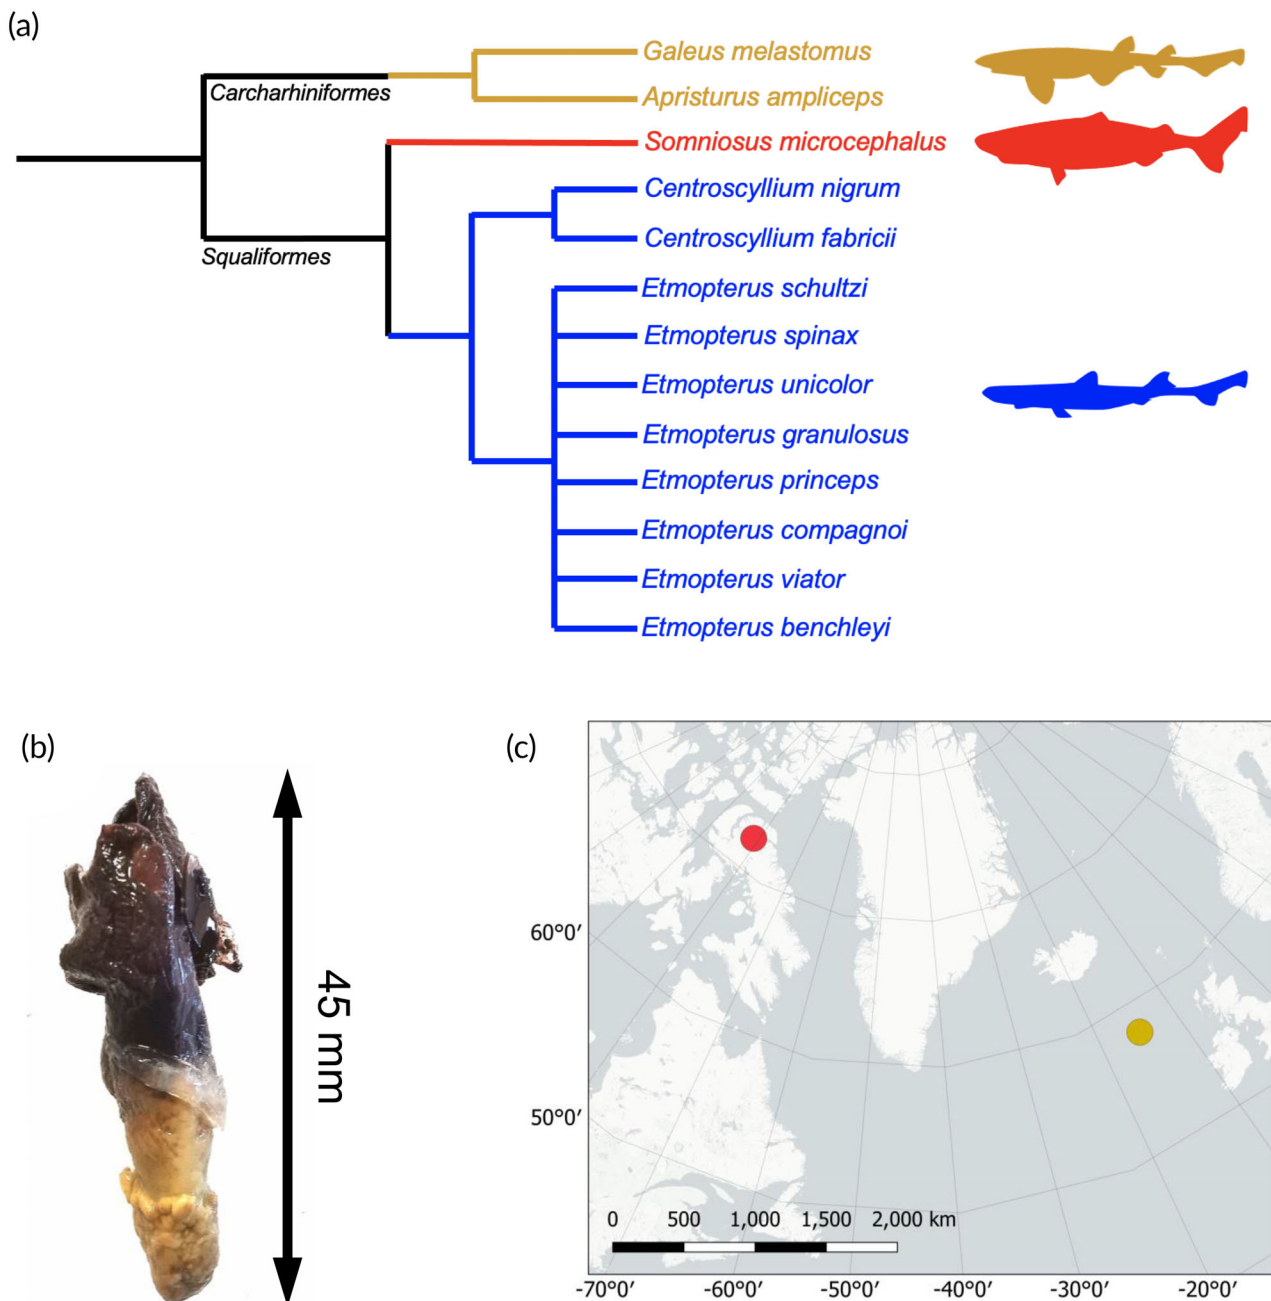 (a)
Galeus melastomus
Carcharhiniformes
Apristurus ampliceps
Somniosus microcephalus
Centroscyllium nigrum
Squaliformes
Centroscyllium fabricii
Etmopterus schultzi
Etmopterus spinax
Etmopterus unicolor
Etmopterus granulosus
Etmopterus princeps
Etmopterus compagnoi
Etmopterus viator
Etmopterus benchleyi
(b)
45 mm
(c)
60°0′
50°0′
0 500 1,000 1,500 2,000 km
-70°0′ -60°0′ -50°0′ -40°0′ -30°0′ -20°0′